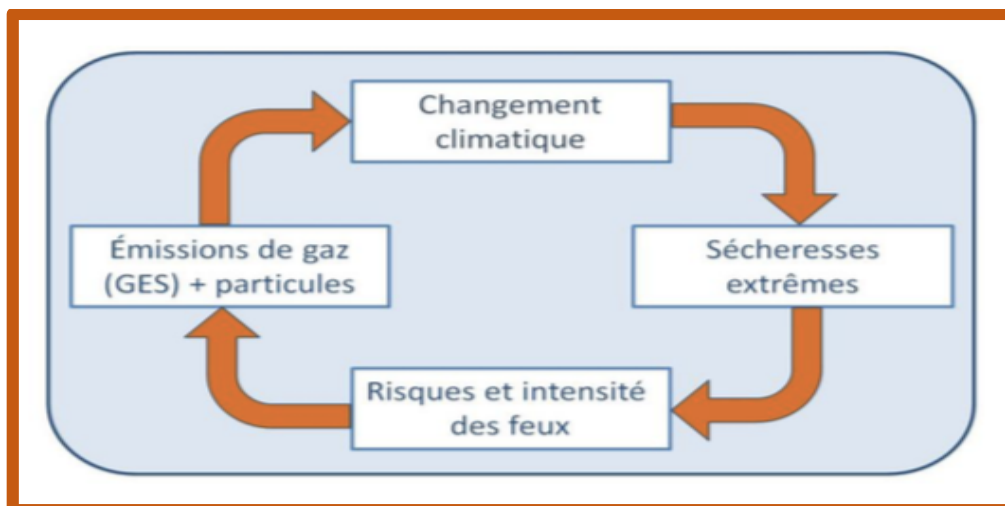 Changement
climatique
Émissions de gaz
(GES) + particules
Sécheresses
extrêmes
Risques et intensité
des feux